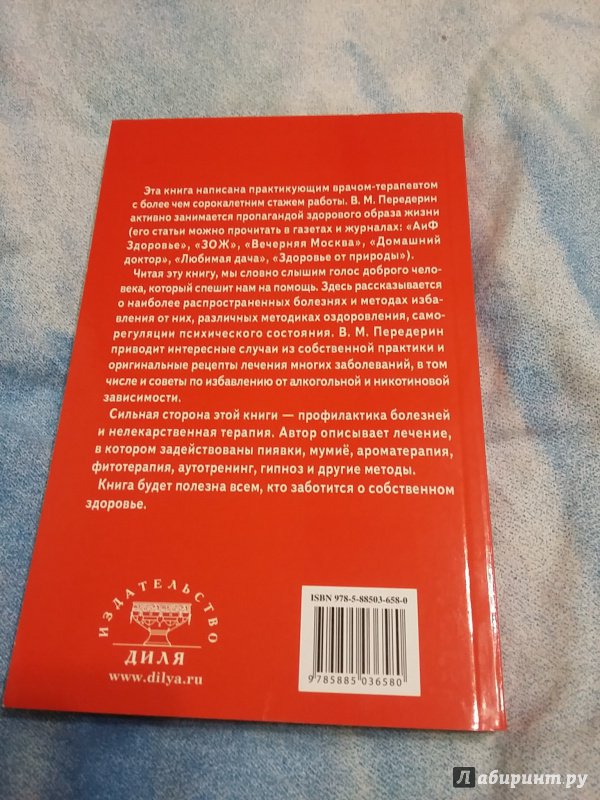 Эта книга написана практикующим врачом-терапевтом
с более чем сорокалетним стажем работы. В. М. Передерин
активно занимается пропагандой здорового образа жизни
(его статьи можно прочитать в газетах и журналах: «АиФ
Здоровье», «ЗОЖ», «Вечерняя Москва», «Домашний
доктор», «Любимая дача», «Здоровье от природы»).
Читая эту книгу, мы словно слышим голос доброго чело-
века, который спешит нам на помощь. Здесь рассказывается
о наиболее распространенных болезнях и методах изба-
вления от них, различных методиках оздоровления, само-
регуляции психического состояния. В. М. Передерин
приводит интересные случаи из собственной практики и
оригинальные рецепты лечения многих заболеваний, в том
числе и советы по избавлению от алкогольной и никотиновой
зависимости.
Сильная сторона этой книги — профилактика болезней
и нелекарственная терапия. Автор описывает лечение,
в котором задействованы пиявки, мумиё, ароматерапия,
фитотерапия, аутотренинг, гипноз и другие методы.
Книга будет полезна всем, кто заботится о собственном
здоровье.
ИЗДАТЕЛЬСТВО
ДИЛЯ
www.dilya.ru
ISBN 978-5-88503-658-0
9 785885 036580
Лабиринт.ру